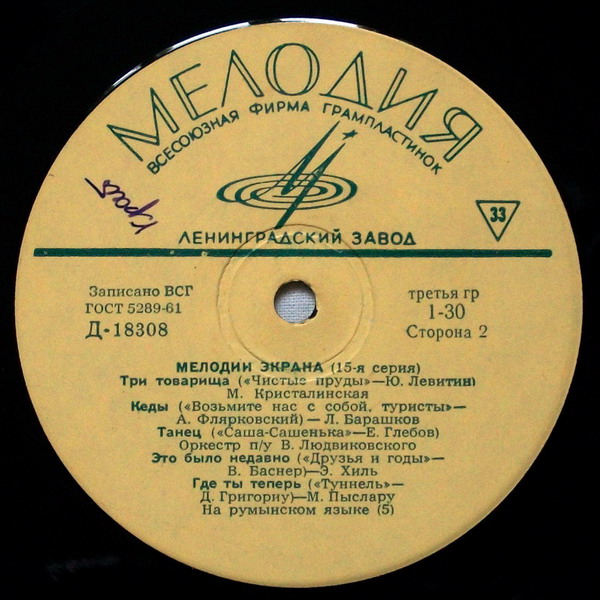 МЕЛОДИЯ
ВСЕСОЮЗНАЯ ФИРМА ГРАМПЛАСТИНОК
33
ЛЕНИНГРАДСКИЙ ЗАВОД
Записано ВСГ
ГОСТ 5289-61
Д-18308
третья гр
1-30
Сторона 2
МЕЛОДИИ ЭКРАНА (15-я серия)
Три товарища («Чистые пруды»—Ю. Левитин)
М. Кристалинская
Кеды («Возьмите нас с собой, туристы»—
А. Флярковский) — Л. Барашков
Танец («Саша-Сашенька»— Е. Глебов)
Оркестр п/у В. Людвиковского
Это было недавно («Друзья и годы»—
В. Баснер)—Э. Хиль
Где ты теперь («Туннель»—
Д. Григориу)—М. Пыслару
На румынском языке (5)